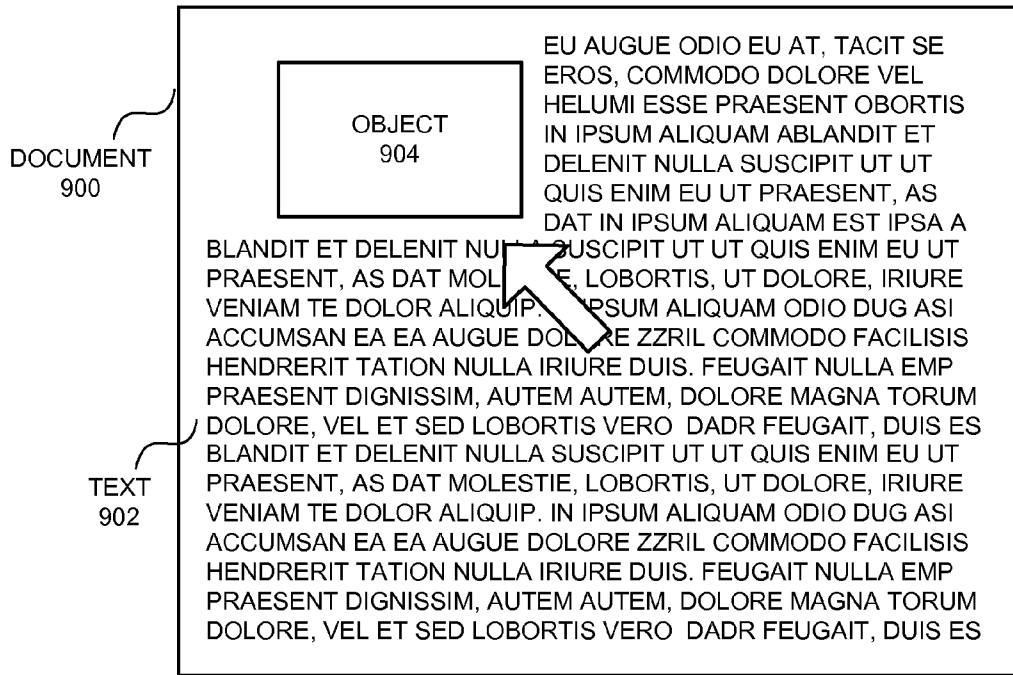 DOCUMENT
900
OBJECT
904
EU AUGUE ODIO EU AT, TACIT SE
EROS, COMMODO DOLORE VEL
HELUMI ESSE PRAESENT OBORTIS
IN IPSUM ALIQUAM ABLANDIT ET
DELENIT NULLA SUSCIPIT UT UT
QUIS ENIM EU UT PRAESENT, AS
DAT IN IPSUM ALIQUAM EST IPSA A
BLANDIT ET DELENIT NULLA SUSCIPIT UT UT QUIS ENIM EU UT
PRAESENT, AS DAT LOBORTIS, UT DOLORE, IRIURE
VENIAM TE DOLOR ALIQUIP. IPSUM ALIQUAM ODIO DUG ASI
ACCUMSAN EA EA AUGUE DOLORE ZZRIL COMMODO FACILISIS
HENDRERIT TATION NULLA IRIURE DUIS. FEUGAIT NULLA EMP
PRAESENT DIGNISSIM, AUTEM AUTEM, DOLORE MAGNA TORUM
DOLORE, VEL ET SED LOBORTIS VERO DADR FEUGAIT, DUIS ES
BLANDIT ET DELENIT NULLA SUSCIPIT UT UT QUIS ENIM EU UT
PRAESENT, AS DAT MOLESTIE, LOBORTIS, UT DOLORE, IRIURE
VENIAM TE DOLOR ALIQUIP. IN IPSUM ALIQUAM ODIO DUG ASI
ACCUMSAN EA EA AUGUE DOLORE ZZRIL COMMODO FACILISIS
HENDRERIT TATION NULLA IRIURE DUIS. FEUGAIT NULLA EMP
PRAESENT DIGNISSIM, AUTEM AUTEM, DOLORE MAGNA TORUM
DOLORE, VEL ET SED LOBORTIS VERO DADR FEUGAIT, DUIS ES
TEXT
902